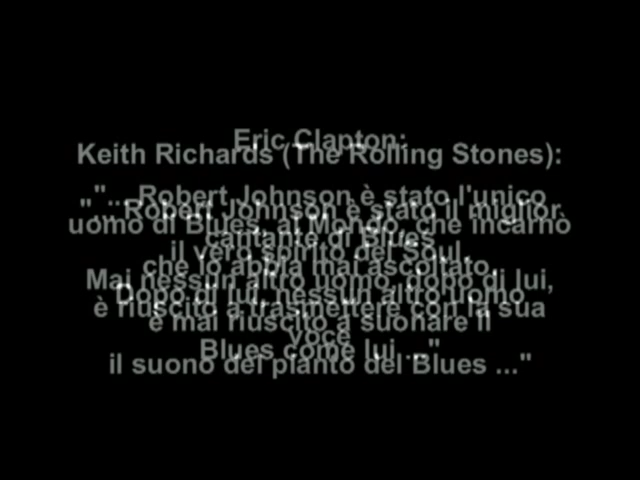 Eric Clapton:
"... Robert Johnson è stato l'unico
uomo di Blues, al Mondo, che incarnò
il vero spirito del Soul.
Mai nessun altro uomo, dopo di lui,
è riuscito a trasmettere con la sua
voce
il suono del pianto del Blues ..."
Keith Richards (The Rolling Stones):
"... Robert Johnson è stato il miglior
cantante di Blues
che io abbia mai ascoltato.
Dopo di lui, nessun altro uomo
è mai riuscito a suonare il
Blues come lui ..."